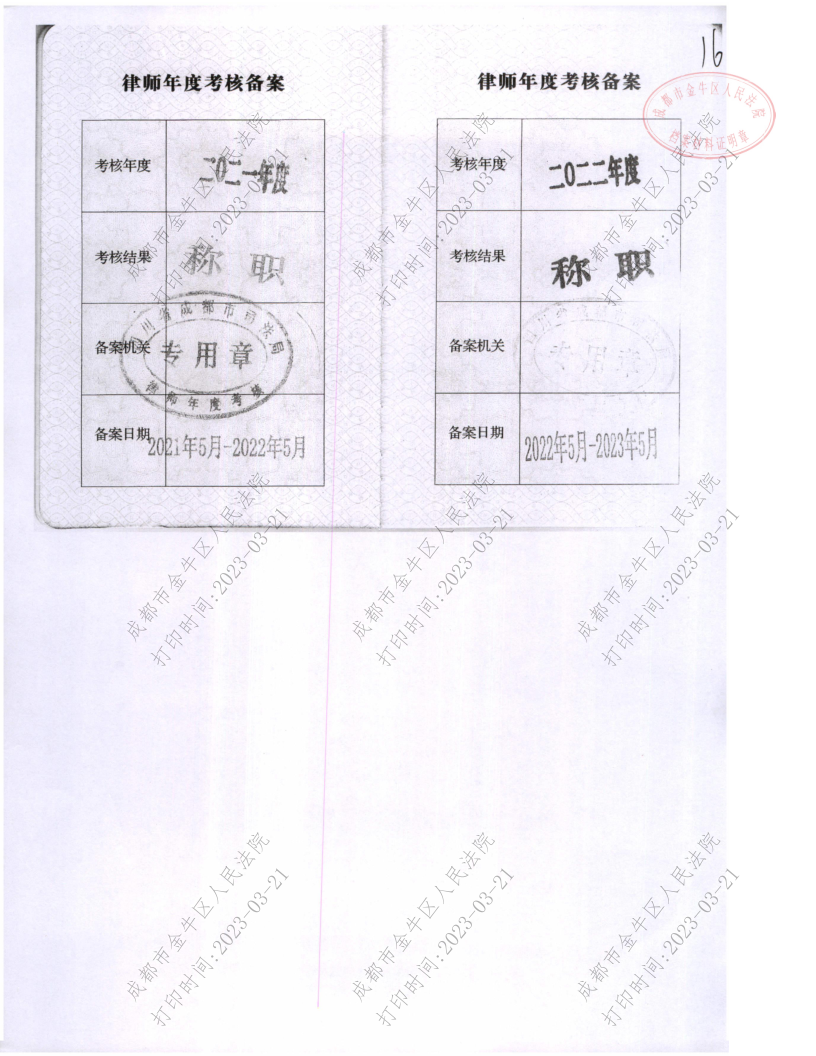 16
成都市金牛区人民法院
档案材料证明章
律师年度考核备案
考核年度 二〇二一年度
考核结果 称职
备案机关
四川省成都市司法局
专用章
律师年度考核
备案日期 2021年5月-2022年5月
律师年度考核备案
考核年度 二〇二二年度
考核结果 称职
备案机关
专用章
备案日期 2022年5月-2023年5月
成都市金牛区人民法院
打印时间:2023-03-21
成都市金牛区人民法院
打印时间:2023-03-21
成都市金牛区人民法院
打印时间:2023-03-21
成都市金牛区人民法院
打印时间:2023-03-21
成都市金牛区人民法院
打印时间:2023-03-21
成都市金牛区人民法院
打印时间:2023-03-21
成都市金牛区人民法院
打印时间:2023-03-21
成都市金牛区人民法院
打印时间:2023-03-21
成都市金牛区人民法院
打印时间:2023-03-21